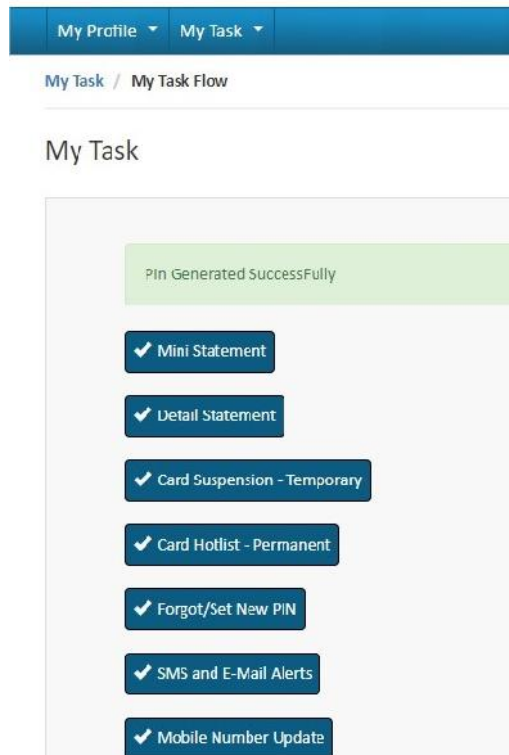 My Profile My Task
My Task / My Task Flow
My Task
Pin Generated SuccessFully
Mini Statement
Detail Statement
Card Suspension - Temporary
Card Hotlist - Permanent
Forgot/Set New PIN
SMS and E-Mail Alerts
Mobile Number Update